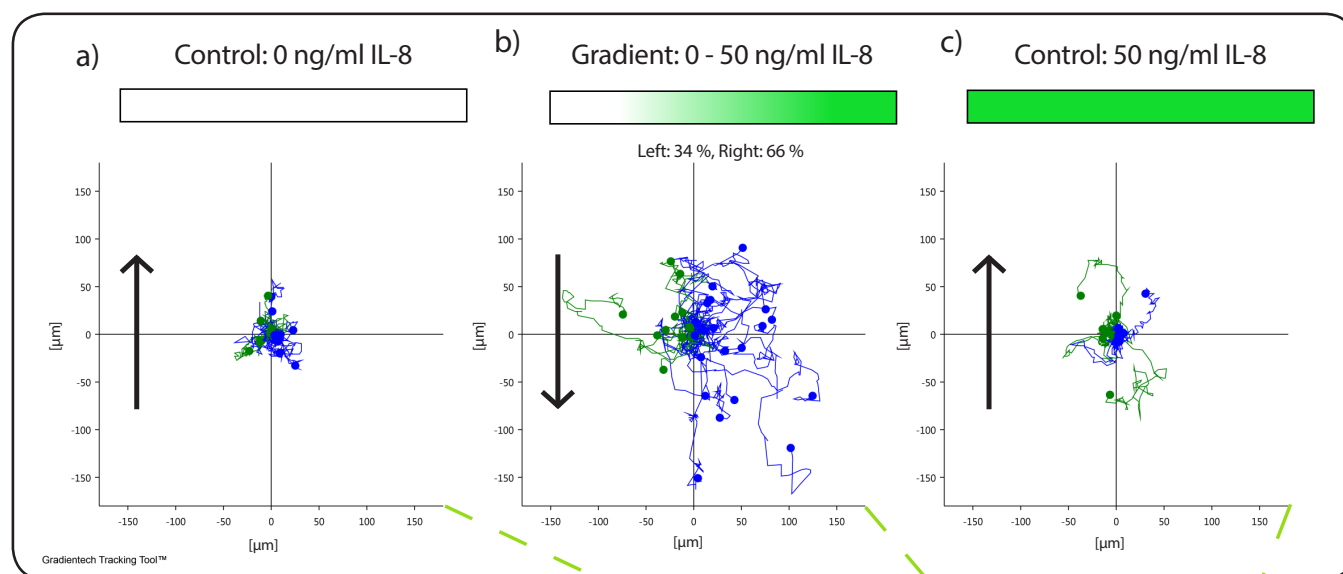 a)
Control: 0 ng/ml IL-8
b)
Gradient: 0 - 50 ng/ml IL-8
c)
Control: 50 ng/ml IL-8
Left: 34 %, Right: 66 %
150
100
50
0
-50
-100
-150
[µm]
-150 -100 -50 0 50 100 150
[µm]
150
100
50
0
-50
-100
-150
[µm]
-150 -100 -50 0 50 100 150
[µm]
150
100
50
0
-50
-100
-150
[µm]
-150 -100 -50 0 50 100 150
[µm]
Gradientech Tracking Tool™